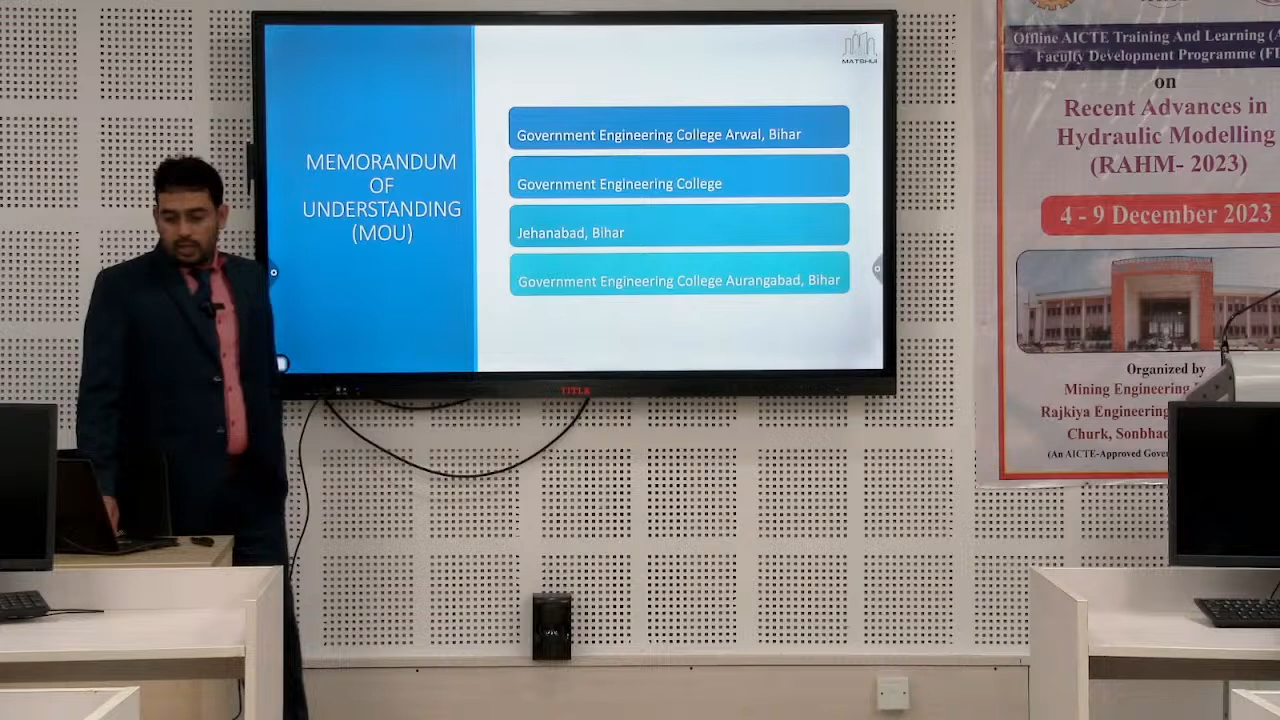 MATSHUI
MEMORANDUM
OF
UNDERSTANDING
(MOU)
Government Engineering College Arwal, Bihar
Government Engineering College
Jehanabad, Bihar
Government Engineering College Aurangabad, Bihar
Offline AICTE Training And Learning
Faculty Development Programme
on
Recent Advances in
Hydraulic Modelling
(RAHM- 2023)
4 - 9 December 2023
Organized by
Mining Engineering
Rajkiya Engineering
Churk,
(An AICTE-Approved